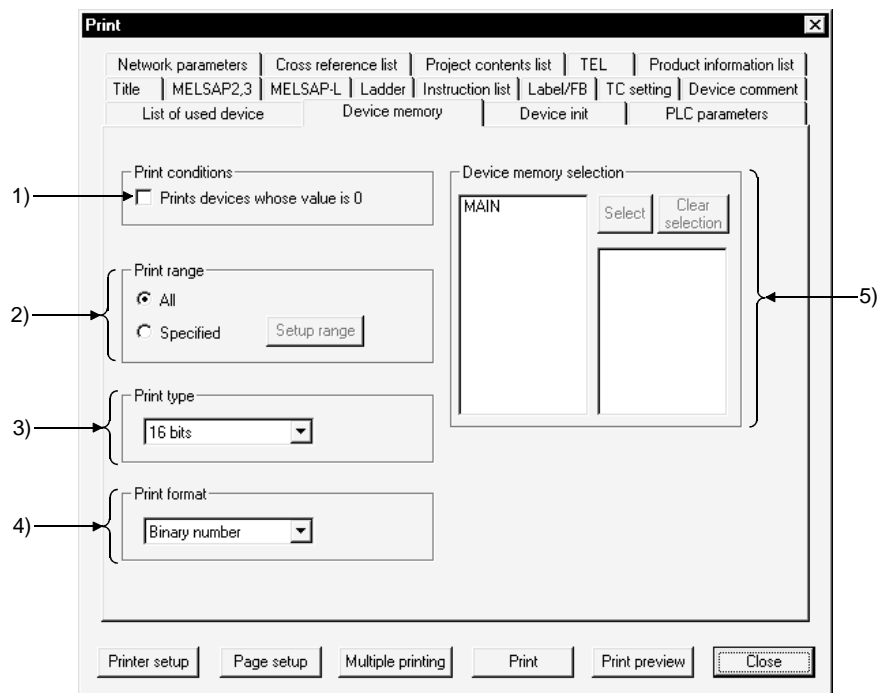 Print
Network parameters Cross reference list Project contents list TEL Product information list
Title MELSAP2,3 MELSAP-L Ladder Instruction list Label/FB TC setting Device comment
List of used device Device memory Device init PLC parameters
Print conditions
1) Prints devices whose value is 0
Print range
2) All
Specified Setup range
Print type
3) 16 bits
Print format
4) Binary number
Device memory selection
MAIN
Select
Clear
selection
5)
Printer setup Page setup Multiple printing Print Print preview Close